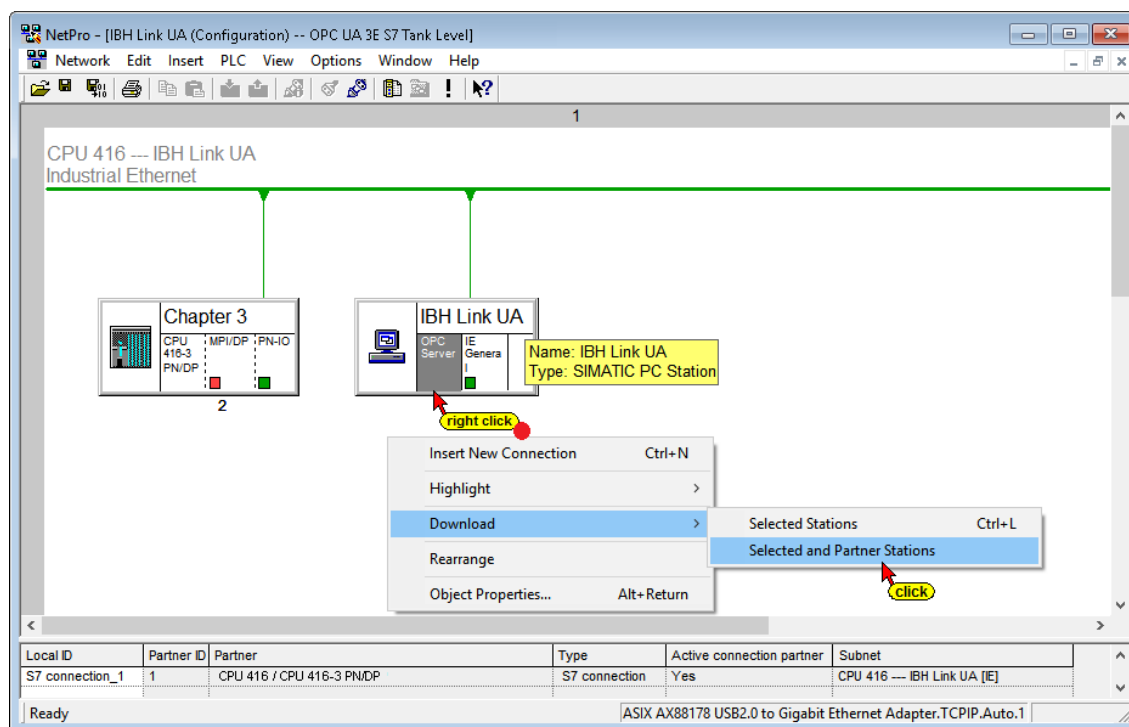 NetPro - [IBH Link UA (Configuration) -- OPC UA 3E S7 Tank Level]
Network Edit Insert PLC View Options Window Help
1
CPU 416 --- IBH Link UA
Industrial Ethernet
Chapter 3
CPU
416-3
PN/DP
MPI/DP
PN-IO
2
IBH Link UA
OPC
Server
IE
Genera
l
Name: IBH Link UA
Type: SIMATIC PC Station
right click
Insert New Connection Ctrl+N
Highlight
Download
Rearrange
Object Properties... Alt+Return
Selected Stations Ctrl+L
Selected and Partner Stations
click
Local ID Partner ID Partner Type Active connection partner Subnet
S7 connection_1 1 CPU 416 / CPU 416-3 PN/DP S7 connection Yes CPU 416 --- IBH Link UA [IE]
Ready ASIX AX88178 USB2.0 to Gigabit Ethernet Adapter.TCPIP.Auto.1